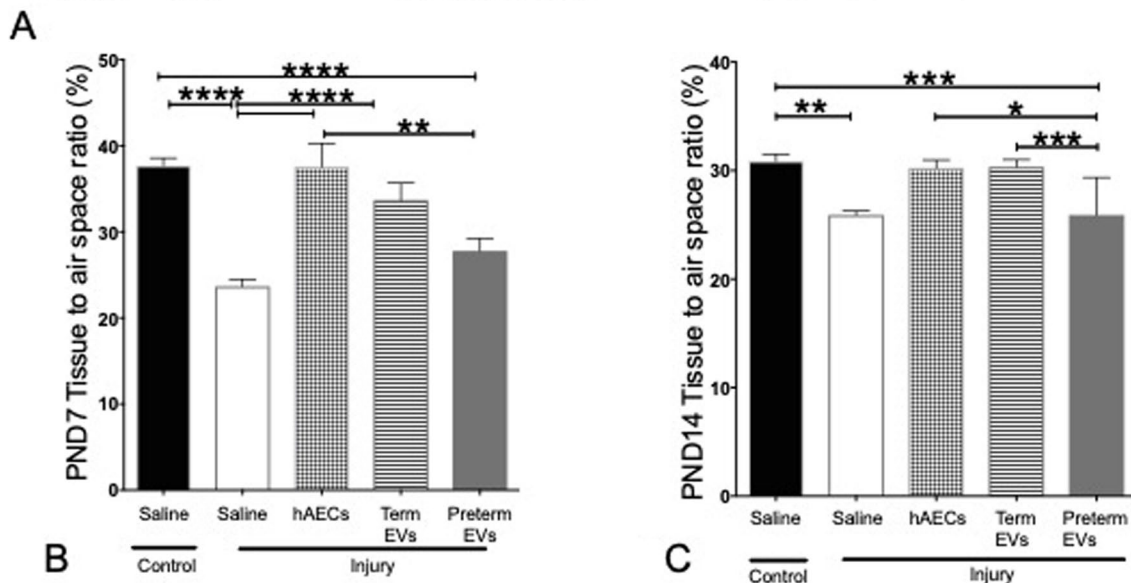 A
PND7 Tissue to air space ratio (%)
50
40
30
20
10
0
****
**** ****
**
Saline Saline hAECs Term EVs Preterm EVs
Control Injury
B
PND14 Tissue to air space ratio (%)
40
30
20
10
0
***
**
*
***
Saline Saline hAECs Term EVs Preterm EVs
Control Injury
C